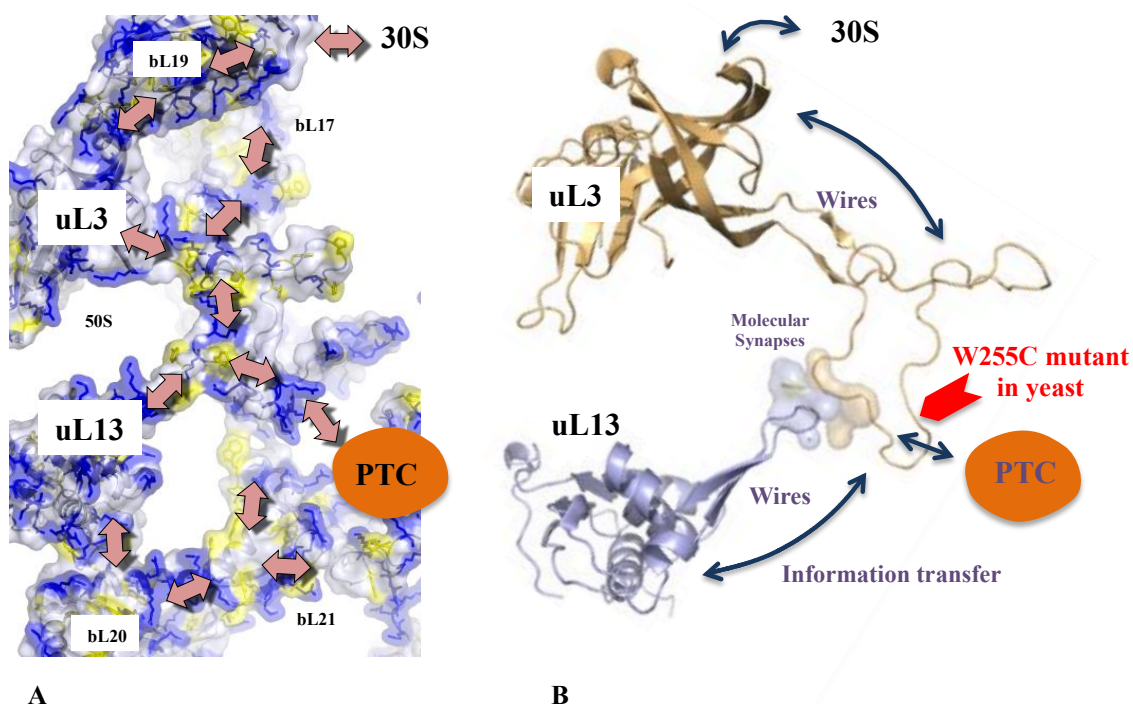 30S
bL19
bL17
uL3
50S
uL13
PTC
bL20
bL21
A
30S
uL3
Wires
Molecular
Synapses
W255C mutant
in yeast
uL13
PTC
Wires
Information transfer
B